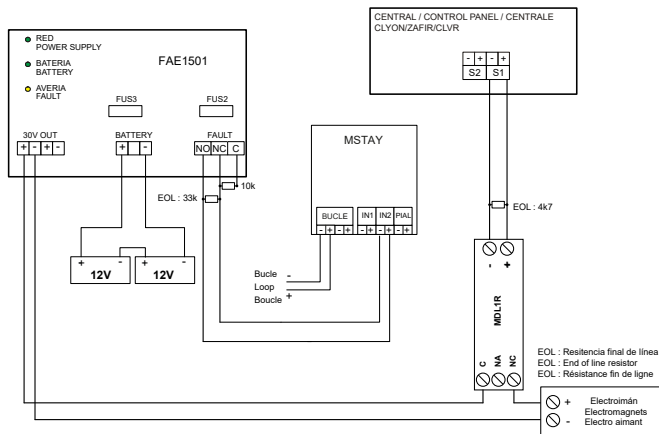 CENTRAL / CONTROL PANEL / CENTRALE
CLYON/ZAFIR/CLVR
- + - +
S2 S1
RED
POWER SUPPLY
BATERIA
BATTERY
AVERIA
FAULT
FAE1501
FUS3
FUS2
30V OUT
+ - + -
BATTERY
+ -
FAULT
NO NC C
10k
EOL : 33k
+ -
12V
+ -
12V
MSTAY
BUCLE
- + - +
IN1 IN2 PIAL
- + - + - +
Bucle -
Loop
Boucle +
EOL : 4k7
- +
MDL1R
C NA NC
EOL : Resitencia final de línea
EOL : End of line resistor
EOL : Résistance fin de ligne
+ Electroimán
Electromagnets
- Electro aimant